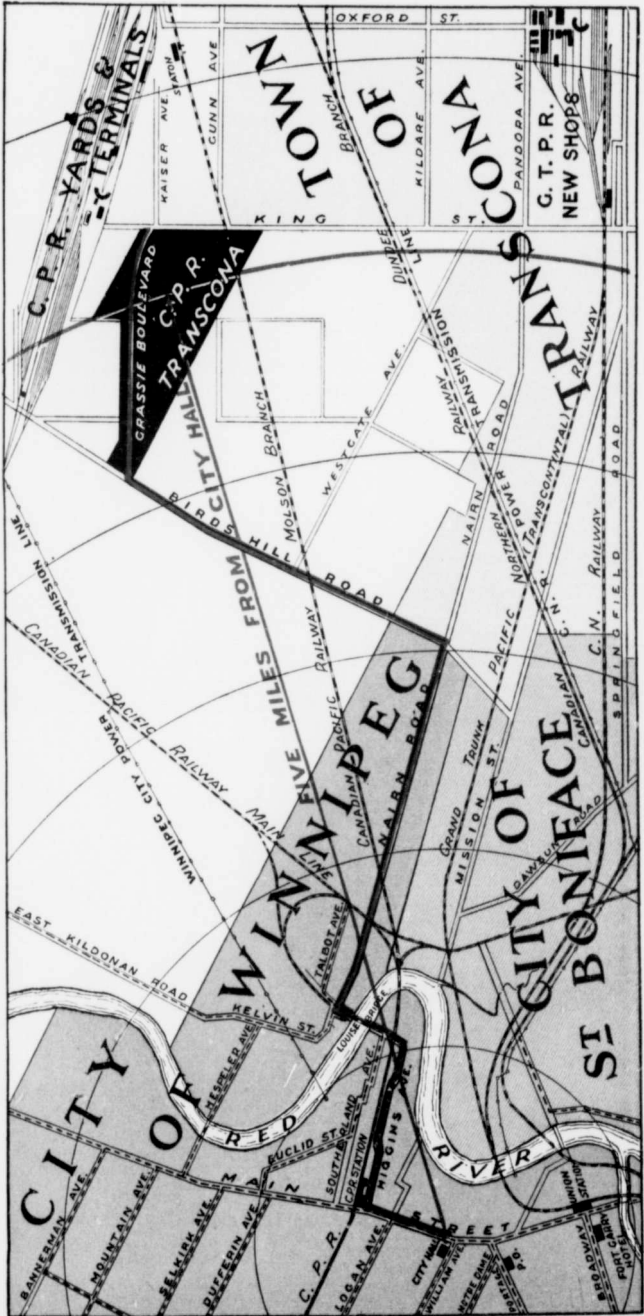 OXFORD ST.
C. P. R. YARDS &
TERMINALS
KAISER AVE.
STATION
GUNN AVE
TOWN
OF
TRANSCONA
BRANCH
KILDARE AVE.
PANDORA AVE.
G. T. P. R.
NEW SHOPS
KING ST.
GRASSIE BOULEVARD
C. P. R.
TRANSCONA
DUNDEE
LINE
RAILWAY
TRANSMISSION
WESTGATE AVE.
NAIRN ROAD
POWER
NORTHERN
CANADIAN
GRAND TRUNK PACIFIC (TRANSCONTINENTAL) RAILWAY
C. N. R.
C. N. RAILWAY
SPRINGFIELD ROAD
BIRDS HILL ROAD
FIVE MILES FROM CITY HALL
CANADIAN PACIFIC RAILWAY MOLSON BRANCH
WINNIPEG CITY POWER TRANSMISSION LINE
CANADIAN PACIFIC RAILWAY MAIN LINE
NAIRN ROAD
MISSION ST.
DAWSON ROAD
CITY
OF
ST BONIFACE
CITY
OF
WINNIPEG
EAST KILDONAN ROAD
TALBOT AVE.
KELVIN ST.
LOUISE BRIDGE
HESPELER AVE
RED RIVER
EUCLID ST.
SOUTHERLAND AVE.
CPR STATION
HIGGINS AVE.
MAIN STREET
BANNERMAN AVE.
MOUNTAIN AVE.
SELKIRK AVE.
DUFFERIN AVE.
C. P. R.
LOGAN AVE.
CITY HALL
WILLIAM AVE.
NOTRE DAME
PORTAGE
P.O.
BROADWAY
UNION
STATION
FORT GARRY
HOTEL